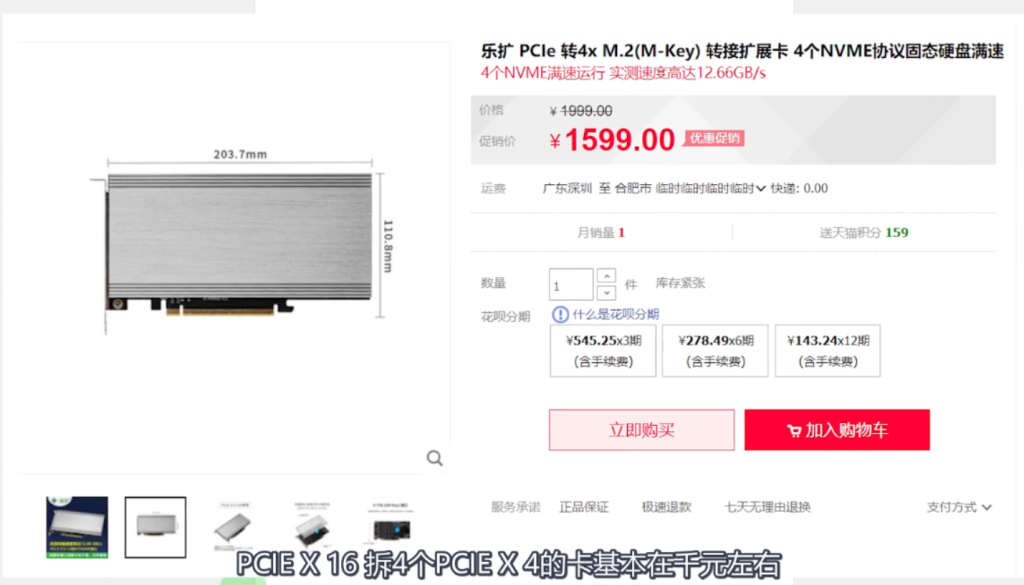 乐扩 PCIe 转4x M.2(M-Key) 转接扩展卡 4个NVME协议固态硬盘满速
4个NVME满速运行 实测速度高达12.66GB/s
价格 ¥ 1999.00
促销价 ¥ 1599.00 优惠促销
203.7mm
110.8mm
运费 广东深圳 至 合肥市 临时临时临时临时 快递: 0.00
月销量 1 送天猫积分 159
数量 1 件 库存紧张
花呗分期 什么是花呗分期
¥545.25x3期 ¥278.49x6期 ¥143.24x12期
(含手续费) (含手续费) (含手续费)
立即购买 加入购物车
服务承诺 正品保证 极速退款 七天无理由退换 支付方式
PCIE X 16 拆4个PCIE X 4的卡基本在千元左右